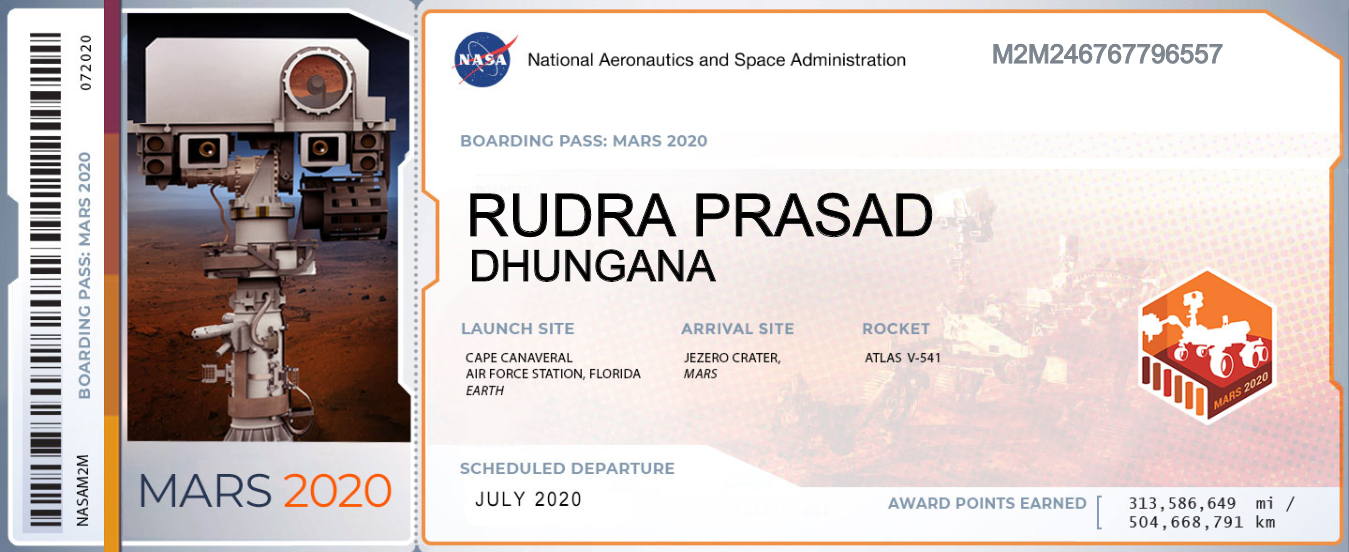 072020
BOARDING PASS: MARS 2020
NASAM2M
MARS 2020
NASA
National Aeronautics and Space Administration
M2M246767796557
BOARDING PASS: MARS 2020
RUDRA PRASAD
DHUNGANA
LAUNCH SITE
CAPE CANAVERAL
AIR FORCE STATION, FLORIDA
EARTH
ARRIVAL SITE
JEZERO CRATER,
MARS
ROCKET
ATLAS V-541
MARS 2020
SCHEDULED DEPARTURE
JULY 2020
AWARD POINTS EARNED
313,586,649 mi /
504,668,791 km